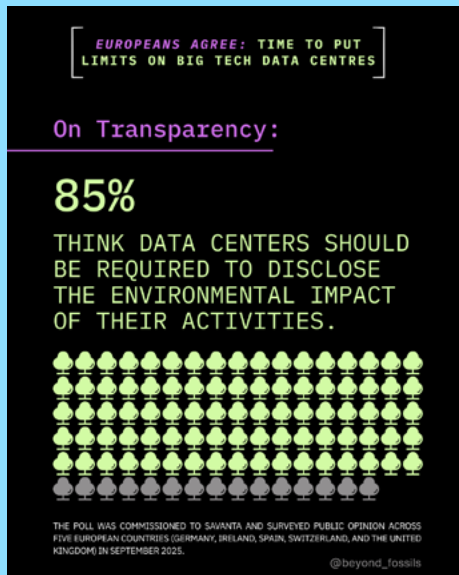 EUROPEANS AGREE: TIME TO PUT
LIMITS ON BIG TECH DATA CENTRES
On Transparency:
85%
THINK DATA CENTERS SHOULD
BE REQUIRED TO DISCLOSE
THE ENVIRONMENTAL IMPACT
OF THEIR ACTIVITIES.
THE POLL WAS COMMISSIONED TO SAVANTA AND SURVEYED PUBLIC OPINION ACROSS
FIVE EUROPEAN COUNTRIES (GERMANY, IRELAND, SPAIN, SWITZERLAND, AND THE UNITED
KINGDOM) IN SEPTEMBER 2025.
@beyond_fossils